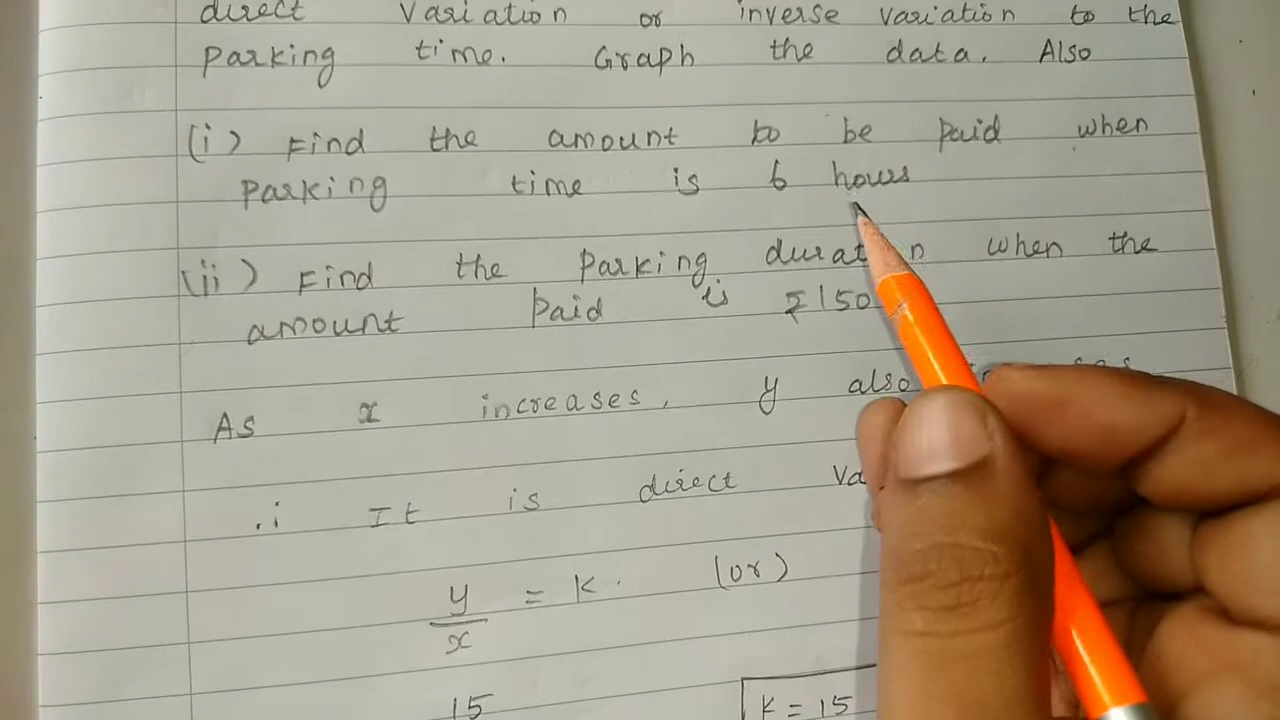 direct variation or inverse variation to the
parking time. Graph the data. Also
(i) Find the amount to be paid when
parking time is 6 hours
(ii) Find the parking when the
amount paid is ₹150
As x increases, y also
∴ It is direct
y/x = k. (or)
15 k = 15